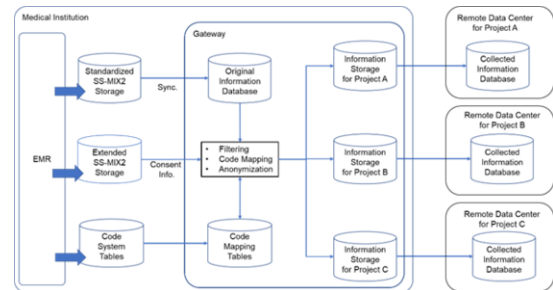 Medical Institution
EMR
Standardized
SS-MIX2
Storage
Extended
SS-MIX2
Storage
Code
System
Tables
Sync.
Consent
Info.
Gateway
Original
Information
Database
• Filtering
• Code Mapping
• Anonymization
Code
Mapping
Tables
Information
Storage
for Project A
Information
Storage
for Project B
Information
Storage
for Project C
Remote Data Center
for Project A
Collected
Information
Database
Remote Data Center
for Project B
Collected
Information
Database
Remote Data Center
for Project C
Collected
Information
Database